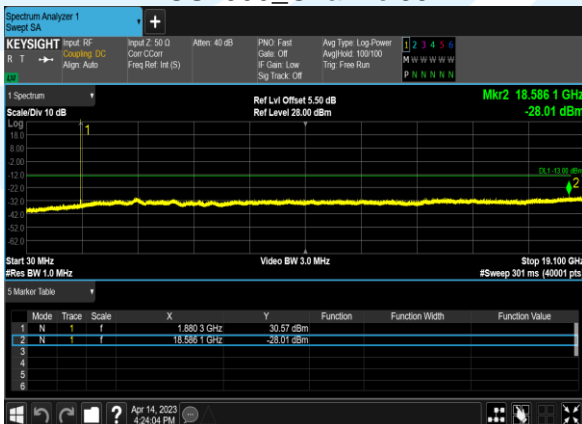 Spectrum Analyzer 1
Swept SA
KEYSIGHT
R T
LXI
Input: RF
Coupling: DC
Align: Auto
Input Z: 50 Ω
Corr CCorr
Freq Ref: Int (S)
Atten: 40 dB
PNO: Fast
Gate: Off
IF Gain: Low
Sig Track: Off
Avg Type: Log-Power
Avg|Hold: 100/100
Trig: Free Run
1 2 3 4 5 6
M W W W W W
P N N N N N
1 Spectrum
Scale/Div 10 dB
Ref Lvl Offset 5.50 dB
Ref Level 28.00 dBm
Mkr2 18.586 1 GHz
-28.01 dBm
Log
18.0
8.00
-2.00
-12.0
-22.0
-32.0
-42.0
-52.0
-62.0
1
DL1 -13.00 dBm
2
Start 30 MHz
#Res BW 1.0 MHz
Video BW 3.0 MHz
Stop 19.100 GHz
#Sweep 301 ms (40001 pts
5 Marker Table
Mode Trace Scale X Y Function Function Width Function Value
1 N 1 f 1.880 3 GHz 30.57 dBm
2 N 1 f 18.586 1 GHz -28.01 dBm
3
4
5
6
?
Apr 14, 2023
4:24:04 PM